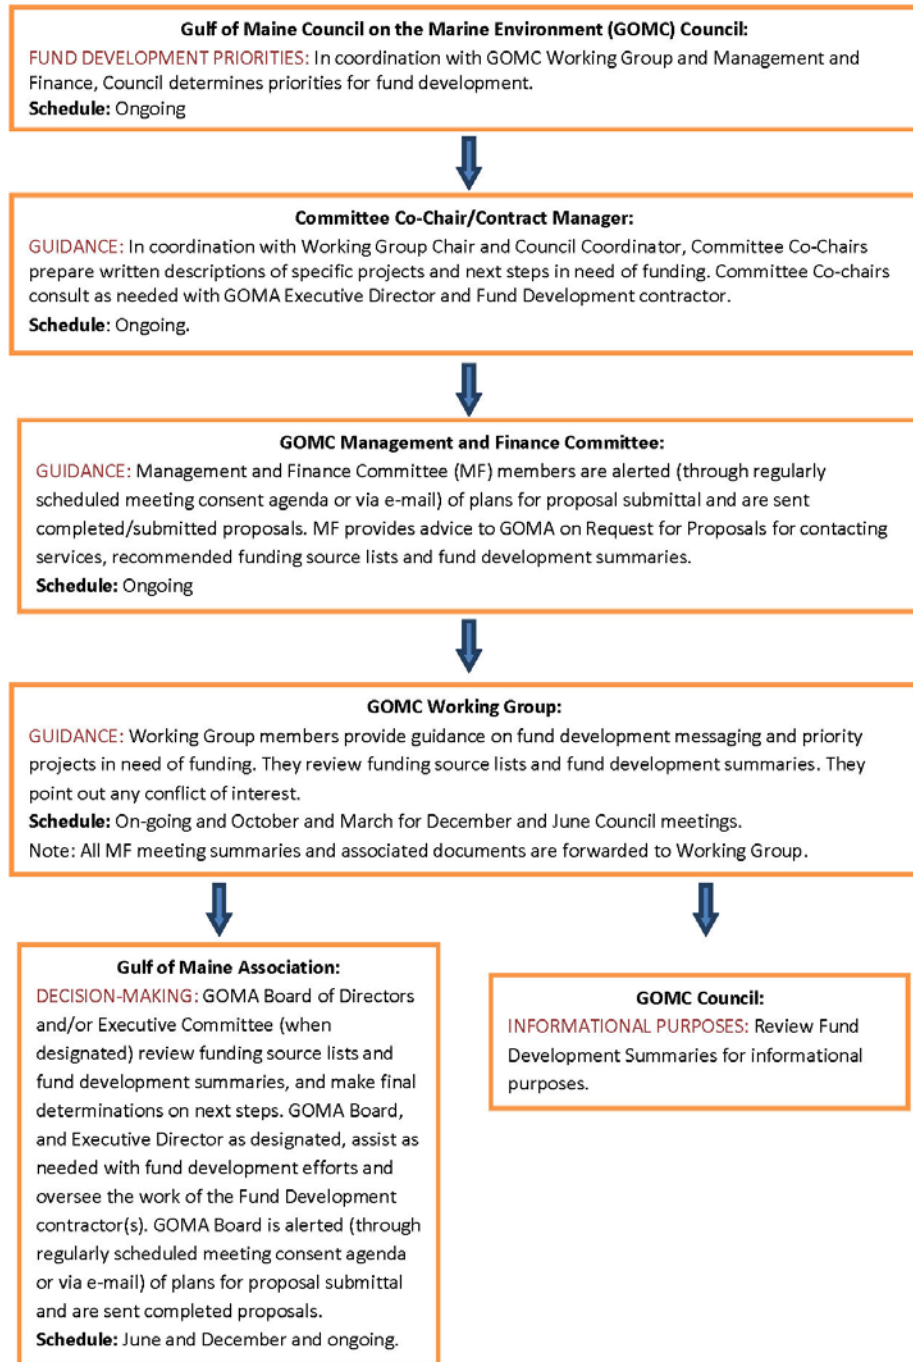 Gulf of Maine Council on the Marine Environment (GOMC) Council:
FUND DEVELOPMENT PRIORITIES: In coordination with GOMC Working Group and Management and
Finance, Council determines priorities for fund development.
Schedule: Ongoing
Committee Co-Chair/Contract Manager:
GUIDANCE: In coordination with Working Group Chair and Council Coordinator, Committee Co-Chairs
prepare written descriptions of specific projects and next steps in need of funding. Committee Co-chairs
consult as needed with GOMA Executive Director and Fund Development contractor.
Schedule: Ongoing.
GOMC Management and Finance Committee:
GUIDANCE: Management and Finance Committee (MF) members are alerted (through regularly
scheduled meeting consent agenda or via e-mail) of plans for proposal submittal and are sent
completed/submitted proposals. MF provides advice to GOMA on Request for Proposals for contacting
services, recommended funding source lists and fund development summaries.
Schedule: Ongoing
GOMC Working Group:
GUIDANCE: Working Group members provide guidance on fund development messaging and priority
projects in need of funding. They review funding source lists and fund development summaries. They
point out any conflict of interest.
Schedule: On-going and October and March for December and June Council meetings.
Note: All MF meeting summaries and associated documents are forwarded to Working Group.
Gulf of Maine Association:
DECISION-MAKING: GOMA Board of Directors
and/or Executive Committee (when
designated) review funding source lists and
fund development summaries, and make final
determinations on next steps. GOMA Board,
and Executive Director as designated, assist as
needed with fund development efforts and
oversee the work of the Fund Development
contractor(s). GOMA Board is alerted (through
regularly scheduled meeting consent agenda
or via e-mail) of plans for proposal submittal
and are sent completed proposals.
Schedule: June and December and ongoing.
GOMC Council:
INFORMATIONAL PURPOSES: Review Fund
Development Summaries for informational
purposes.